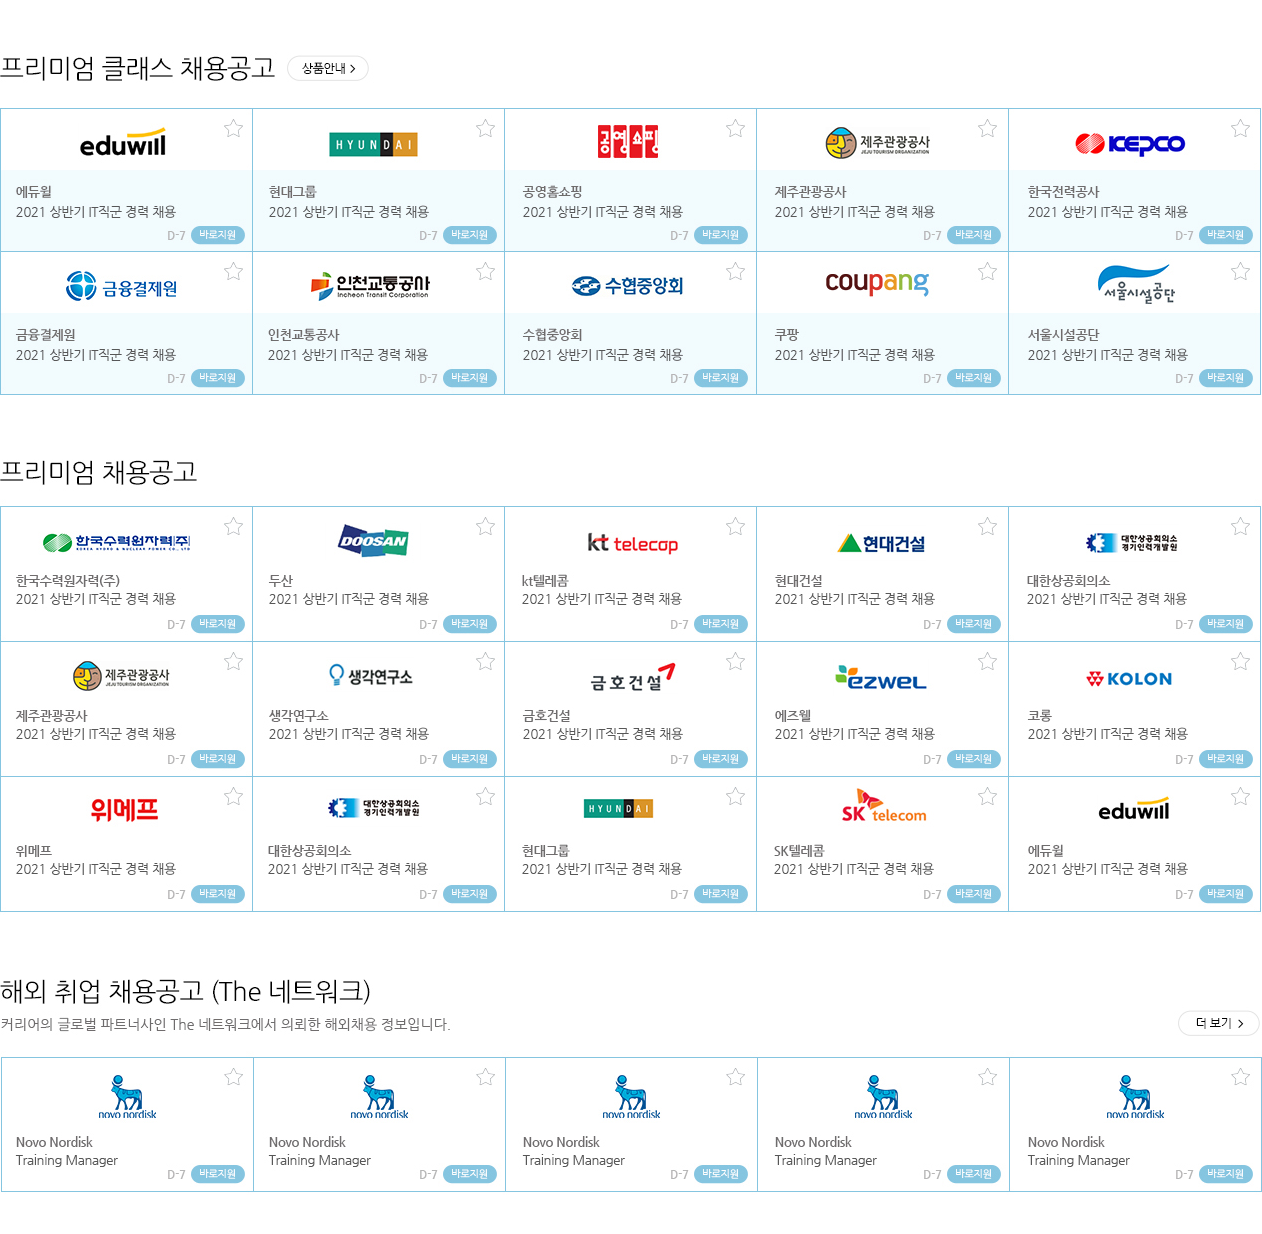 프리미엄 클래스 채용공고 상품안내 >
eduwill
HYUNDAI
공영쇼핑
제주관광공사
JEJU TOURISM ORGANIZATION
KEPCO
에듀윌
2021 상반기 IT직군 경력 채용
D-7 바로지원
현대그룹
2021 상반기 IT직군 경력 채용
D-7 바로지원
공영홈쇼핑
2021 상반기 IT직군 경력 채용
D-7 바로지원
제주관광공사
2021 상반기 IT직군 경력 채용
D-7 바로지원
한국전력공사
2021 상반기 IT직군 경력 채용
D-7 바로지원
금융결제원
인천교통공사
Incheon Transit Corporation
수협중앙회
coupang
서울시설공단
금융결제원
2021 상반기 IT직군 경력 채용
D-7 바로지원
인천교통공사
2021 상반기 IT직군 경력 채용
D-7 바로지원
수협중앙회
2021 상반기 IT직군 경력 채용
D-7 바로지원
쿠팡
2021 상반기 IT직군 경력 채용
D-7 바로지원
서울시설공단
2021 상반기 IT직군 경력 채용
D-7 바로지원
프리미엄 채용공고
한국수력원자력(주)
KOREA HYDRO & NUCLEAR POWER CO., LTD
DOOSAN
kt telecop
현대건설
대한상공회의소
경기인력개발원
한국수력원자력(주)
2021 상반기 IT직군 경력 채용
D-7 바로지원
두산
2021 상반기 IT직군 경력 채용
D-7 바로지원
kt텔레콤
2021 상반기 IT직군 경력 채용
D-7 바로지원
현대건설
2021 상반기 IT직군 경력 채용
D-7 바로지원
대한상공회의소
2021 상반기 IT직군 경력 채용
D-7 바로지원
제주관광공사
JEJU TOURISM ORGANIZATION
생각연구소
금호건설
ezwel
KOLON
제주관광공사
2021 상반기 IT직군 경력 채용
D-7 바로지원
생각연구소
2021 상반기 IT직군 경력 채용
D-7 바로지원
금호건설
2021 상반기 IT직군 경력 채용
D-7 바로지원
에즈웰
2021 상반기 IT직군 경력 채용
D-7 바로지원
코롱
2021 상반기 IT직군 경력 채용
D-7 바로지원
위메프
대한상공회의소
경기인력개발원
HYUNDAI
SK telecom
eduwill
위메프
2021 상반기 IT직군 경력 채용
D-7 바로지원
대한상공회의소
2021 상반기 IT직군 경력 채용
D-7 바로지원
현대그룹
2021 상반기 IT직군 경력 채용
D-7 바로지원
SK텔레콤
2021 상반기 IT직군 경력 채용
D-7 바로지원
에듀윌
2021 상반기 IT직군 경력 채용
D-7 바로지원
해외 취업 채용공고 (The 네트워크)
커리어의 글로벌 파트너사인 The 네트워크에서 의뢰한 해외채용 정보입니다.
더 보기 >
novo nordisk
novo nordisk
novo nordisk
novo nordisk
novo nordisk
Novo Nordisk
Training Manager
D-7 바로지원
Novo Nordisk
Training Manager
D-7 바로지원
Novo Nordisk
Training Manager
D-7 바로지원
Novo Nordisk
Training Manager
D-7 바로지원
Novo Nordisk
Training Manager
D-7 바로지원